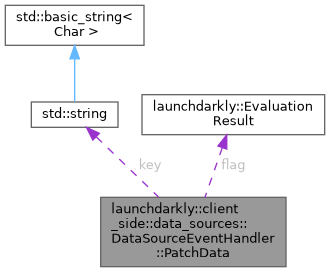 std::basic_string<
Char >
std::string
launchdarkly::Evaluation
Result
key
flag
launchdarkly::client
_side::data_sources::
DataSourceEventHandler
::PatchData